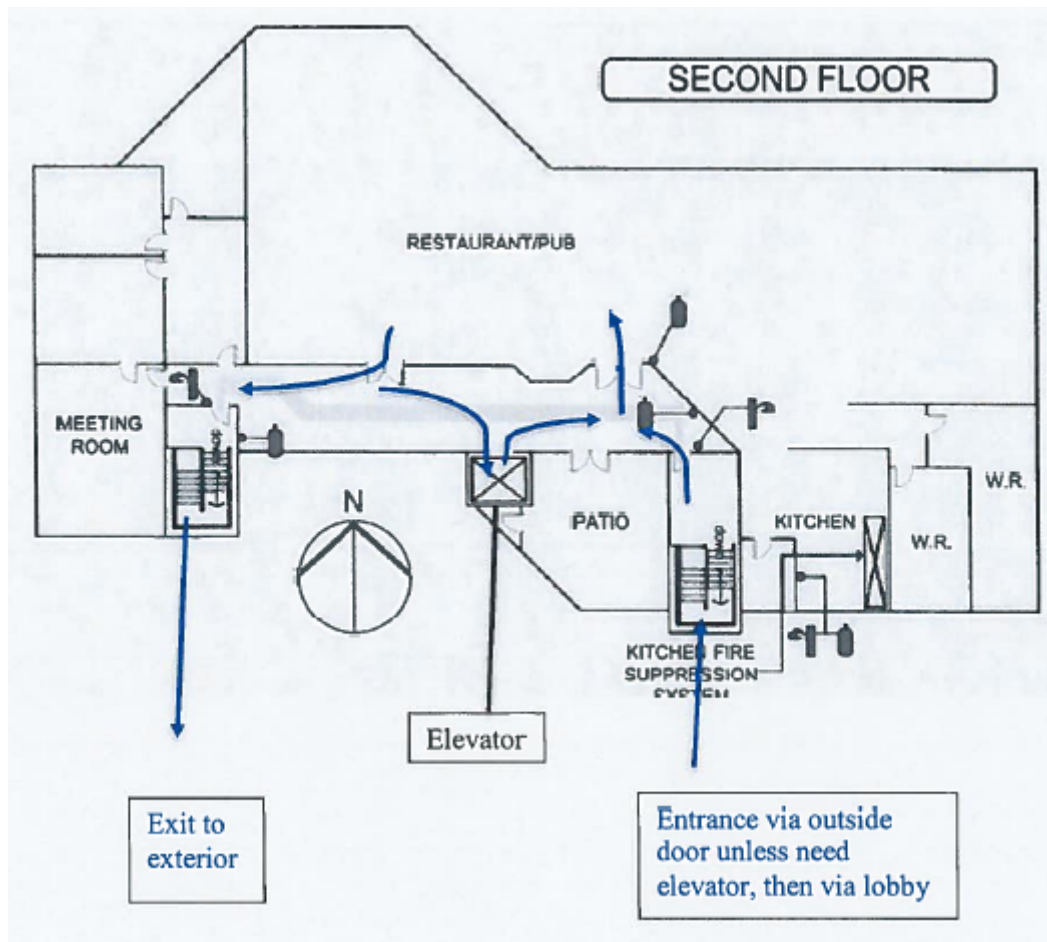 SECOND FLOOR
RESTAURANT/PUB
MEETING
ROOM
N
PATIO
KITCHEN
W.R.
W.R.
KITCHEN FIRE
SUPPRESSION
SYSTEM
Elevator
Exit to
exterior
Entrance via outside
door unless need
elevator, then via lobby